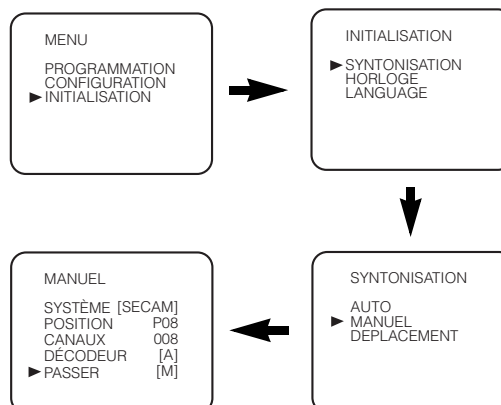 MENU
PROGRAMMATION
CONFIGURATION
►INITIALISATION
INITIALISATION
►SYNTONISATION
HORLOGE
LANGUAGE
SYNTONISATION
AUTO
► MANUEL
DEPLACEMENT
MANUEL
SYSTÈME [SECAM]
POSITION P08
CANAUX 008
DÉCODEUR [A]
►PASSER [M]